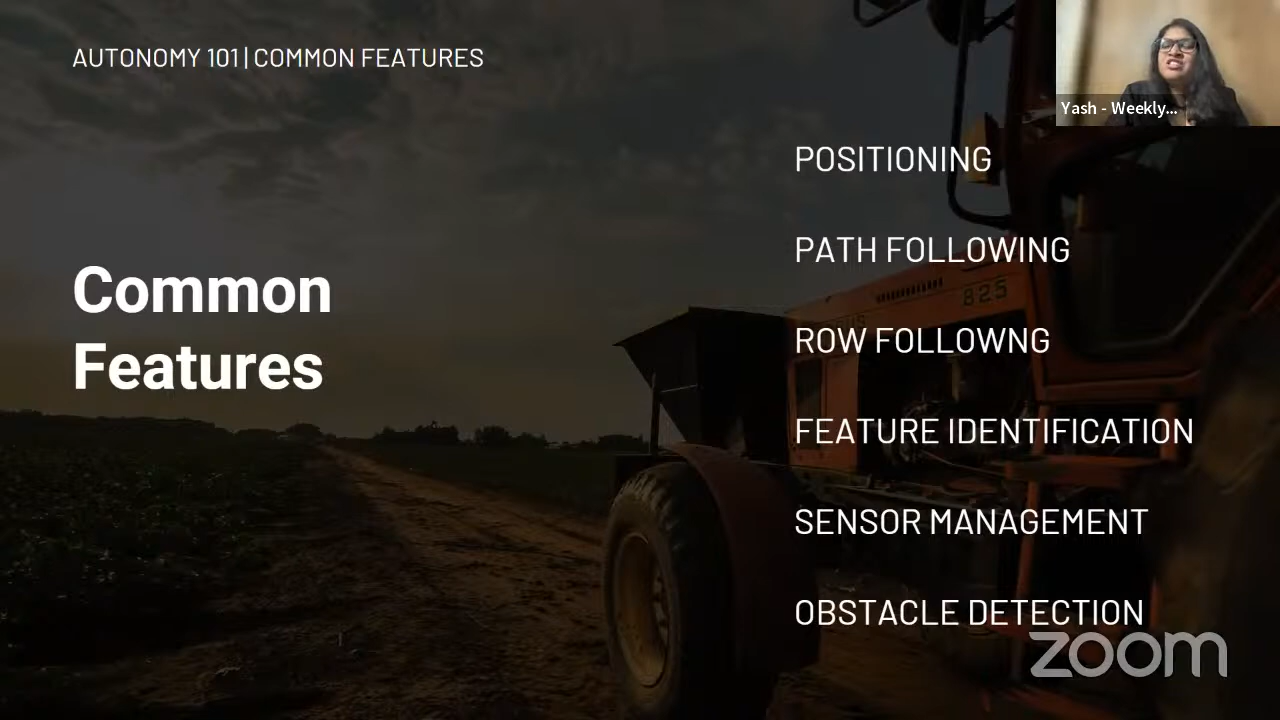 AUTONOMY 101 | COMMON FEATURES
Yash - Weekly...
Common
Features
POSITIONING
PATH FOLLOWING
825
ROW FOLLOWNG
FEATURE IDENTIFICATION
SENSOR MANAGEMENT
OBSTACLE DETECTION
zoom